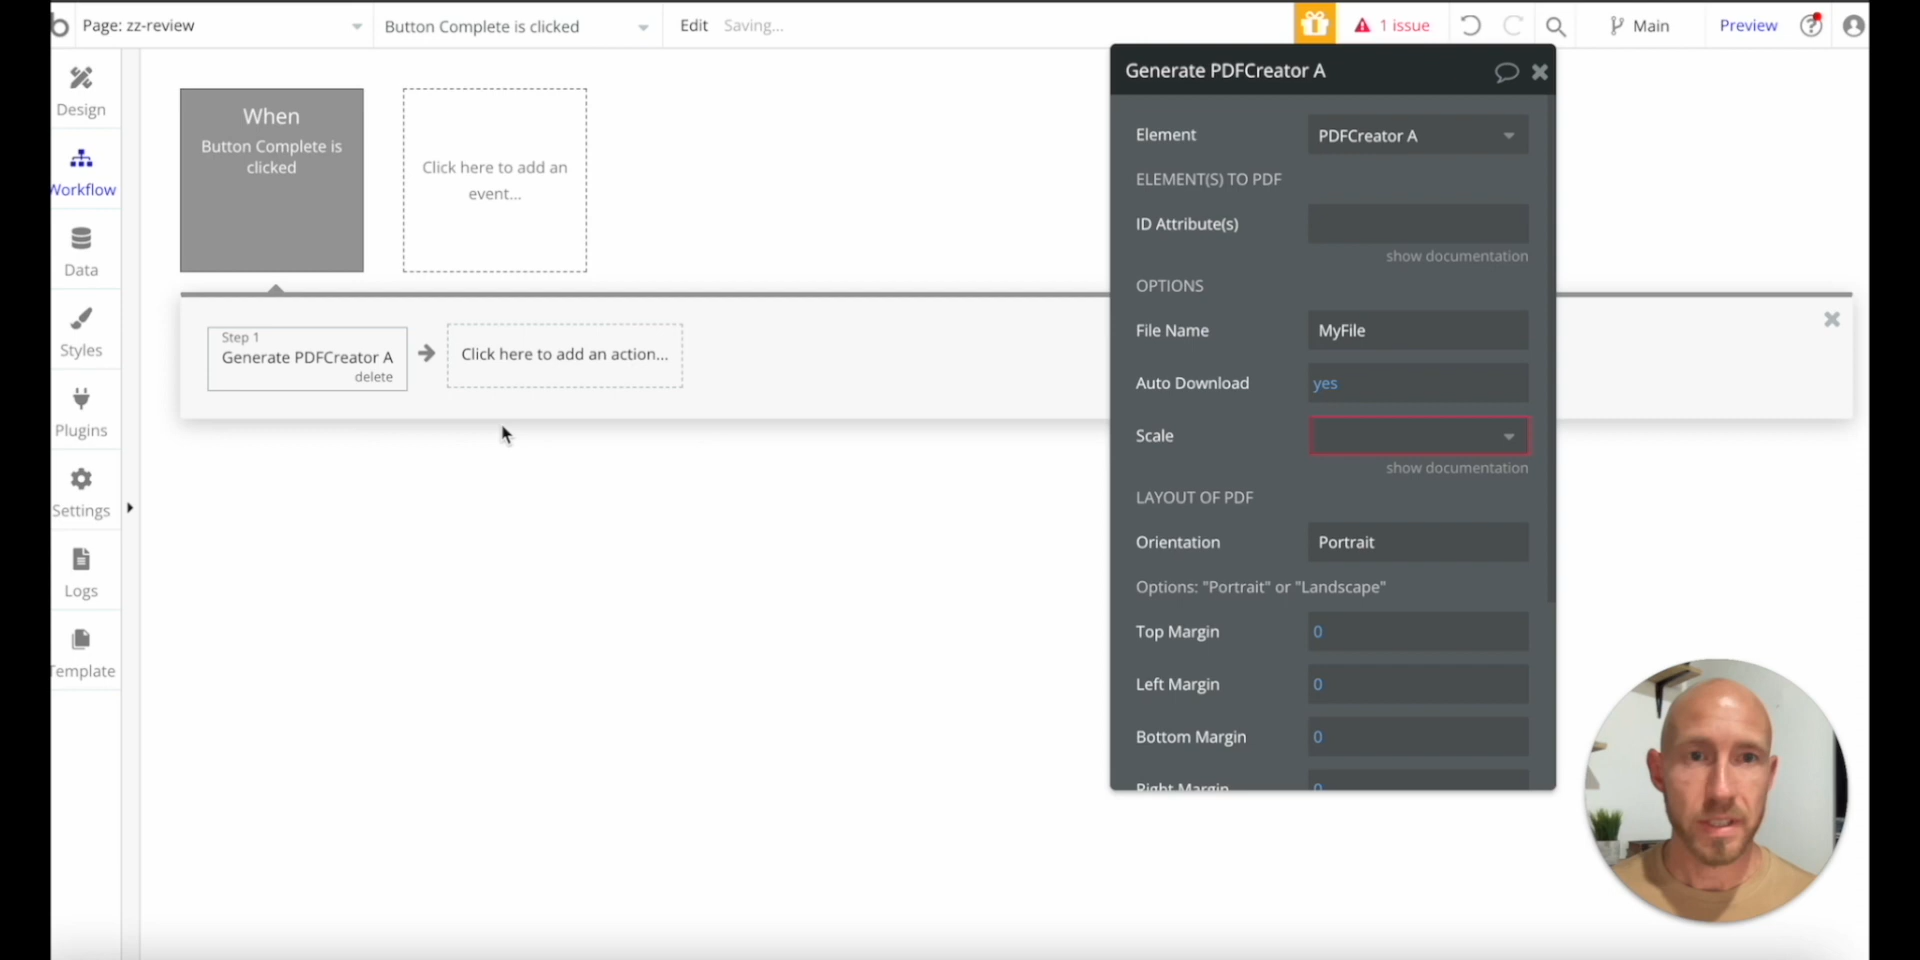 b
Page: zz-review
Button Complete is clicked
Edit
Saving...
1 issue
Main
Preview
Design
Workflow
Data
Styles
Plugins
Settings
Logs
Template
When
Button Complete is
clicked
Click here to add an
event...
Step 1
Generate PDFCreator A
delete
Click here to add an action...
Generate PDFCreator A
Element
PDFCreator A
ELEMENT(S) TO PDF
ID Attribute(s)
show documentation
OPTIONS
File Name
MyFile
Auto Download
yes
Scale
show documentation
LAYOUT OF PDF
Orientation
Portrait
Options: "Portrait" or "Landscape"
Top Margin
0
Left Margin
0
Bottom Margin
0
Right Margin
0